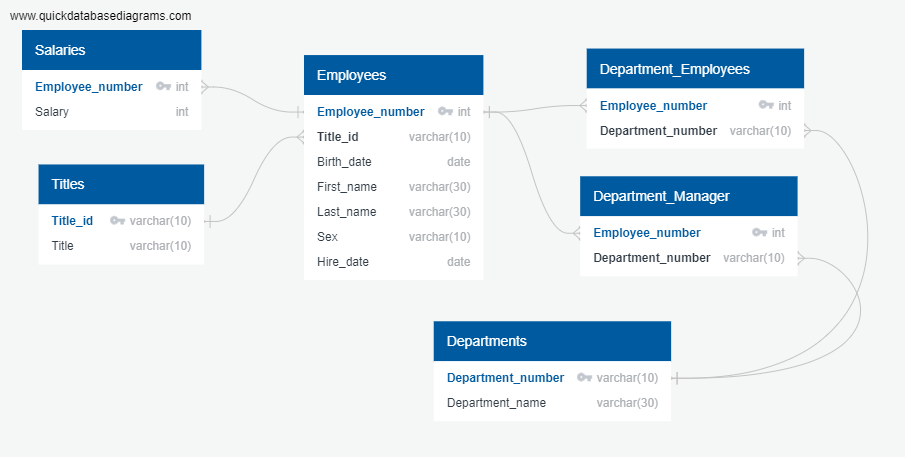 www.quickdatabasediagrams.com
Salaries
Employee_number int
Salary int
Titles
Title_id varchar(10)
Title varchar(10)
Employees
Employee_number int
Title_id varchar(10)
Birth_date date
First_name varchar(30)
Last_name varchar(30)
Sex varchar(10)
Hire_date date
Department_Employees
Employee_number int
Department_number varchar(10)
Department_Manager
Employee_number int
Department_number varchar(10)
Departments
Department_number varchar(10)
Department_name varchar(30)